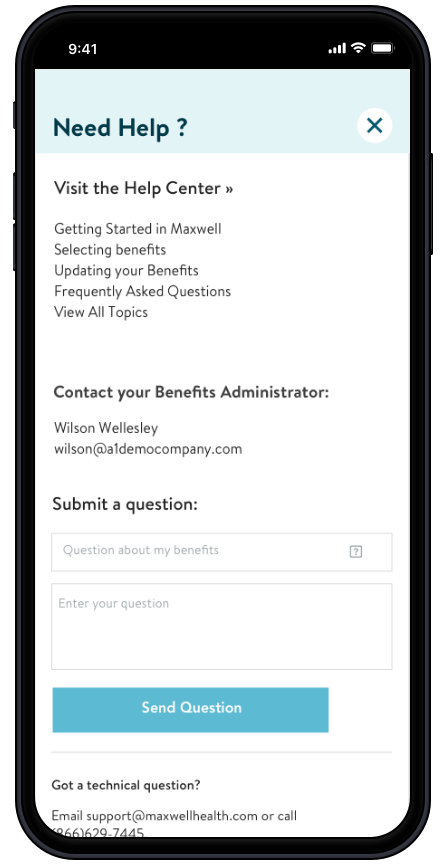 9:41
Need Help ?
Visit the Help Center »
Getting Started in Maxwell
Selecting benefits
Updating your Benefits
Frequently Asked Questions
View All Topics
Contact your Benefits Administrator:
Wilson Wellesley
wilson@a1democompany.com
Submit a question:
Question about my benefits ?
Enter your question
Send Question
Got a technical question?
Email support@maxwellhealth.com or call
(866)629-7445.